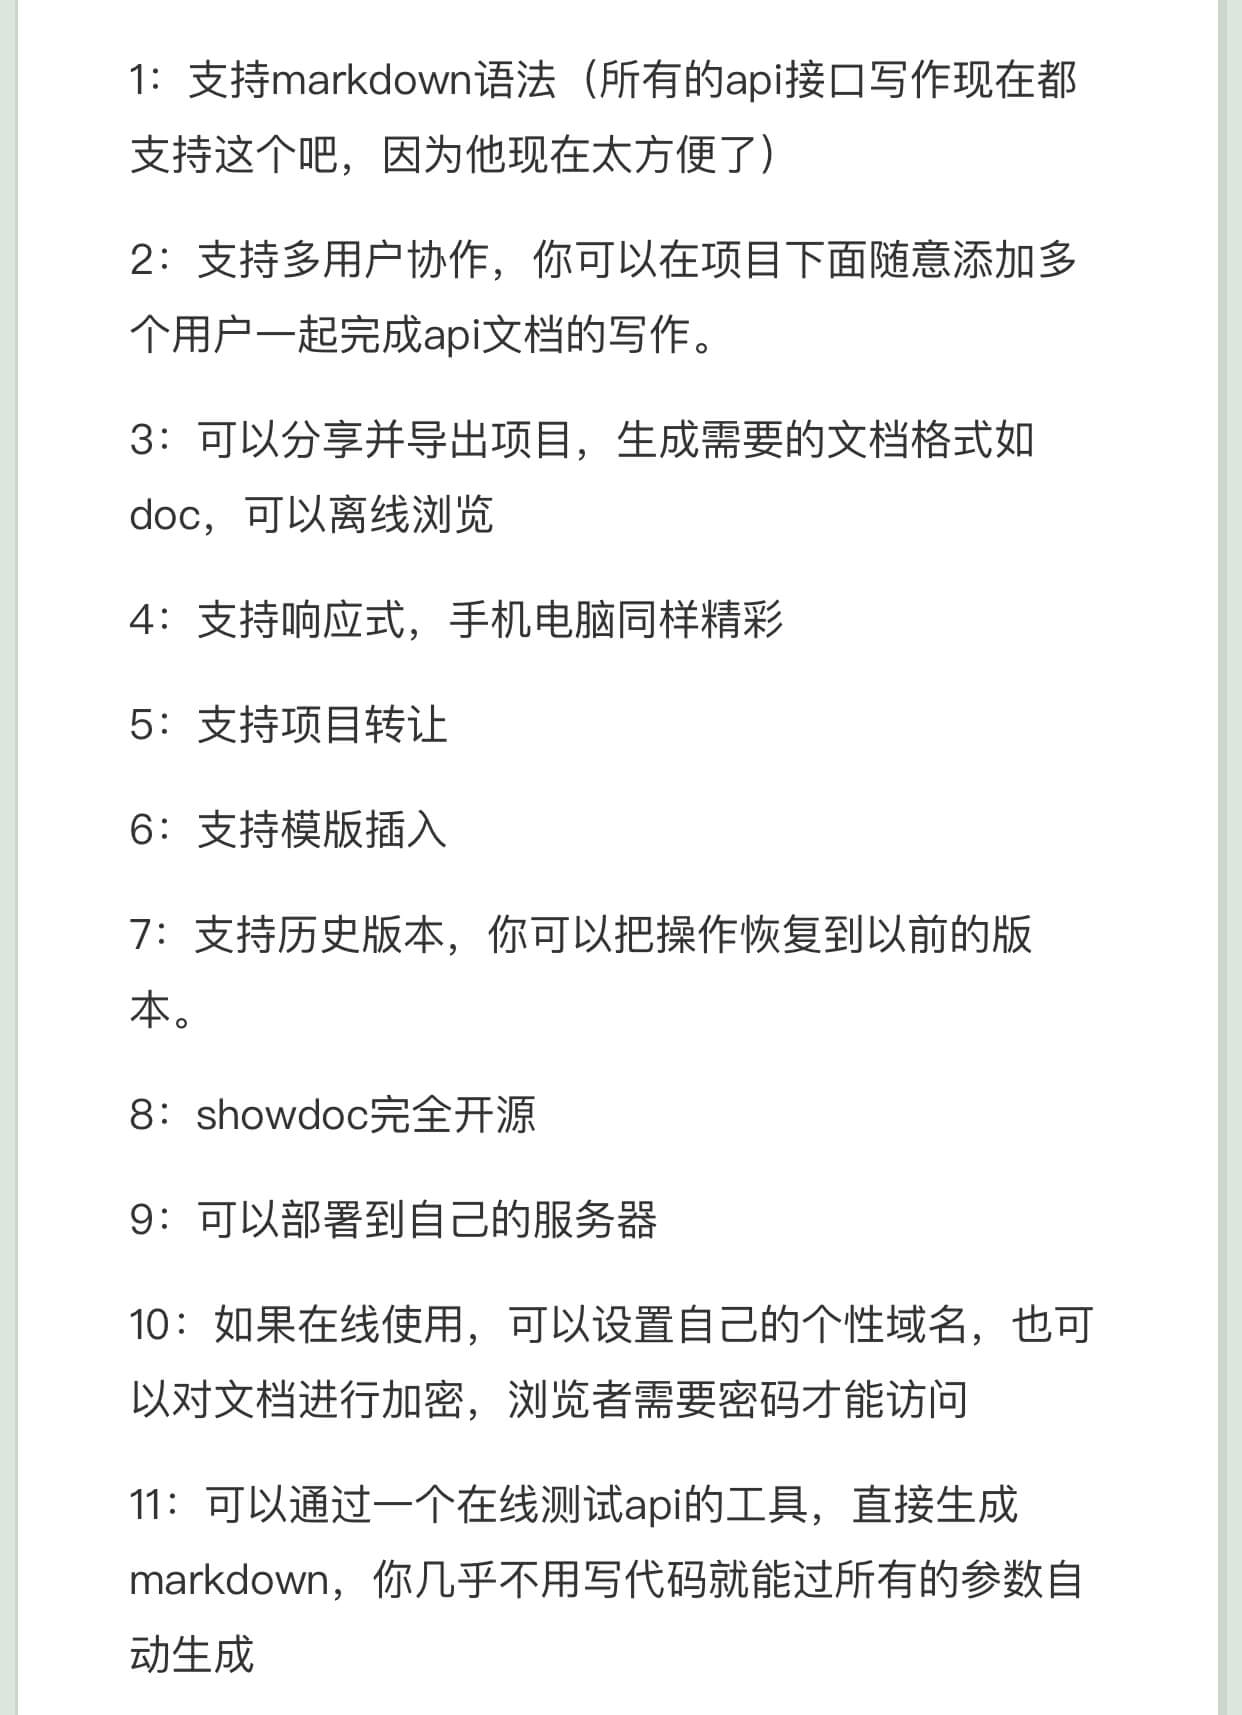 1：支持markdown语法（所有的api接口写作现在都
支持这个吧，因为他现在太方便了）
2：支持多用户协作，你可以在项目下面随意添加多
个用户一起完成api文档的写作。
3：可以分享并导出项目，生成需要的文档格式如
doc，可以离线浏览
4：支持响应式，手机电脑同样精彩
5：支持项目转让
6：支持模版插入
7：支持历史版本，你可以把操作恢复到以前的版
本。
8：showdoc完全开源
9：可以部署到自己的服务器
10：如果在线使用，可以设置自己的个性域名，也可
以对文档进行加密，浏览者需要密码才能访问
11：可以通过一个在线测试api的工具，直接生成
markdown，你几乎不用写代码就能过所有的参数自
动生成